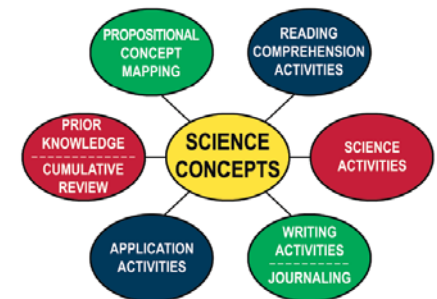 PROPOSITIONAL
CONCEPT
MAPPING
READING
COMPREHENSION
ACTIVITIES
PRIOR
KNOWLEDGE
CUMULATIVE
REVIEW
SCIENCE
CONCEPTS
SCIENCE
ACTIVITIES
APPLICATION
ACTIVITIES
WRITING
ACTIVITIES
JOURNALING